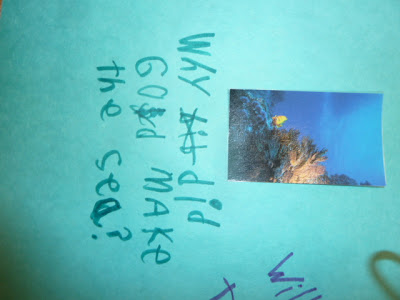 WHY did
GOd MAKE
the sea?
Will